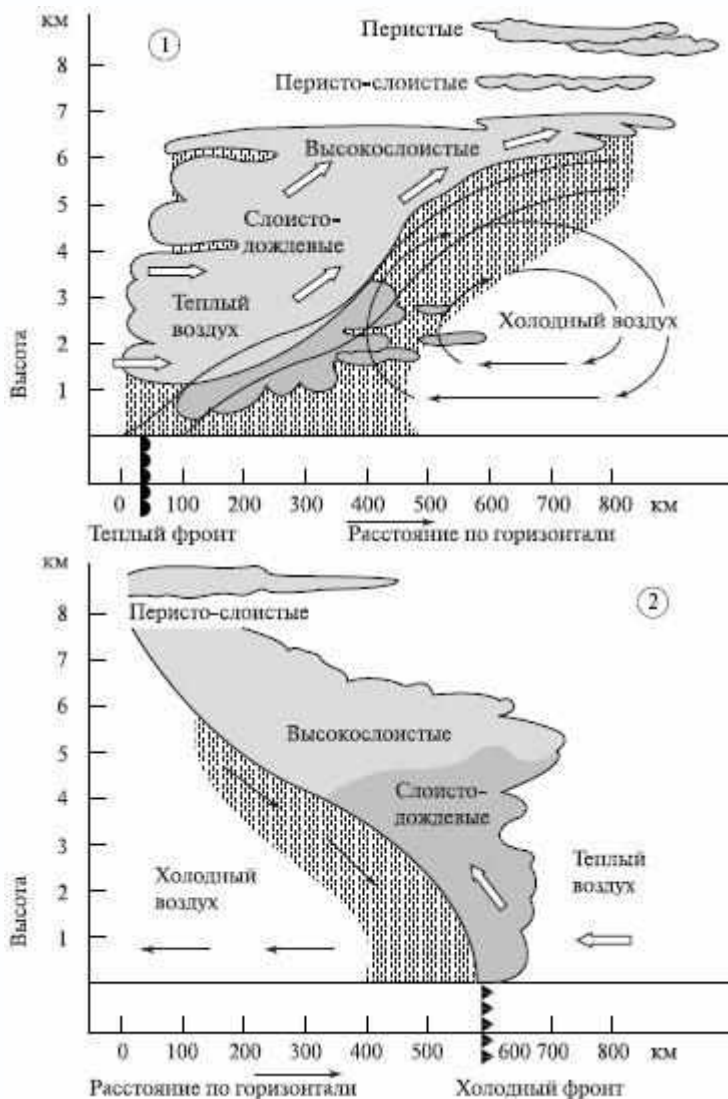 км
1
Перистые
8
Перисто-слоистые
7
6
Высокослоистые
5
Слоисто-
дождевые
4
3
Теплый
воздух
Холодный воздух
2
1
Высота
0 100 200 300 400 500 600 700 800 км
Теплый фронт
Расстояние по горизонтали
км
2
8
Перисто-слоистые
7
6
Высокослоистые
5
Слоисто-
дождевые
4
3
Холодный
воздух
Теплый
воздух
2
1
Высота
0 100 200 300 400 500 600 700 800 км
Расстояние по горизонтали
Холодный фронт